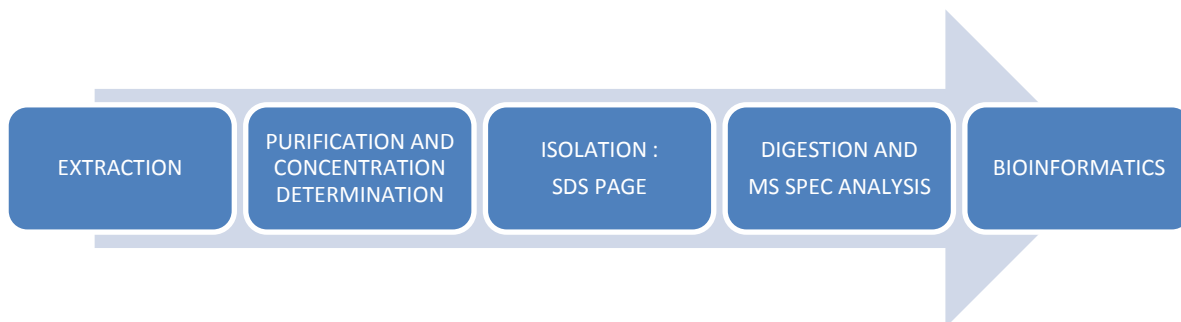 EXTRACTION
PURIFICATION AND
CONCENTRATION
DETERMINATION
ISOLATION :
SDS PAGE
DIGESTION AND
MS SPEC ANALYSIS
BIOINFORMATICS